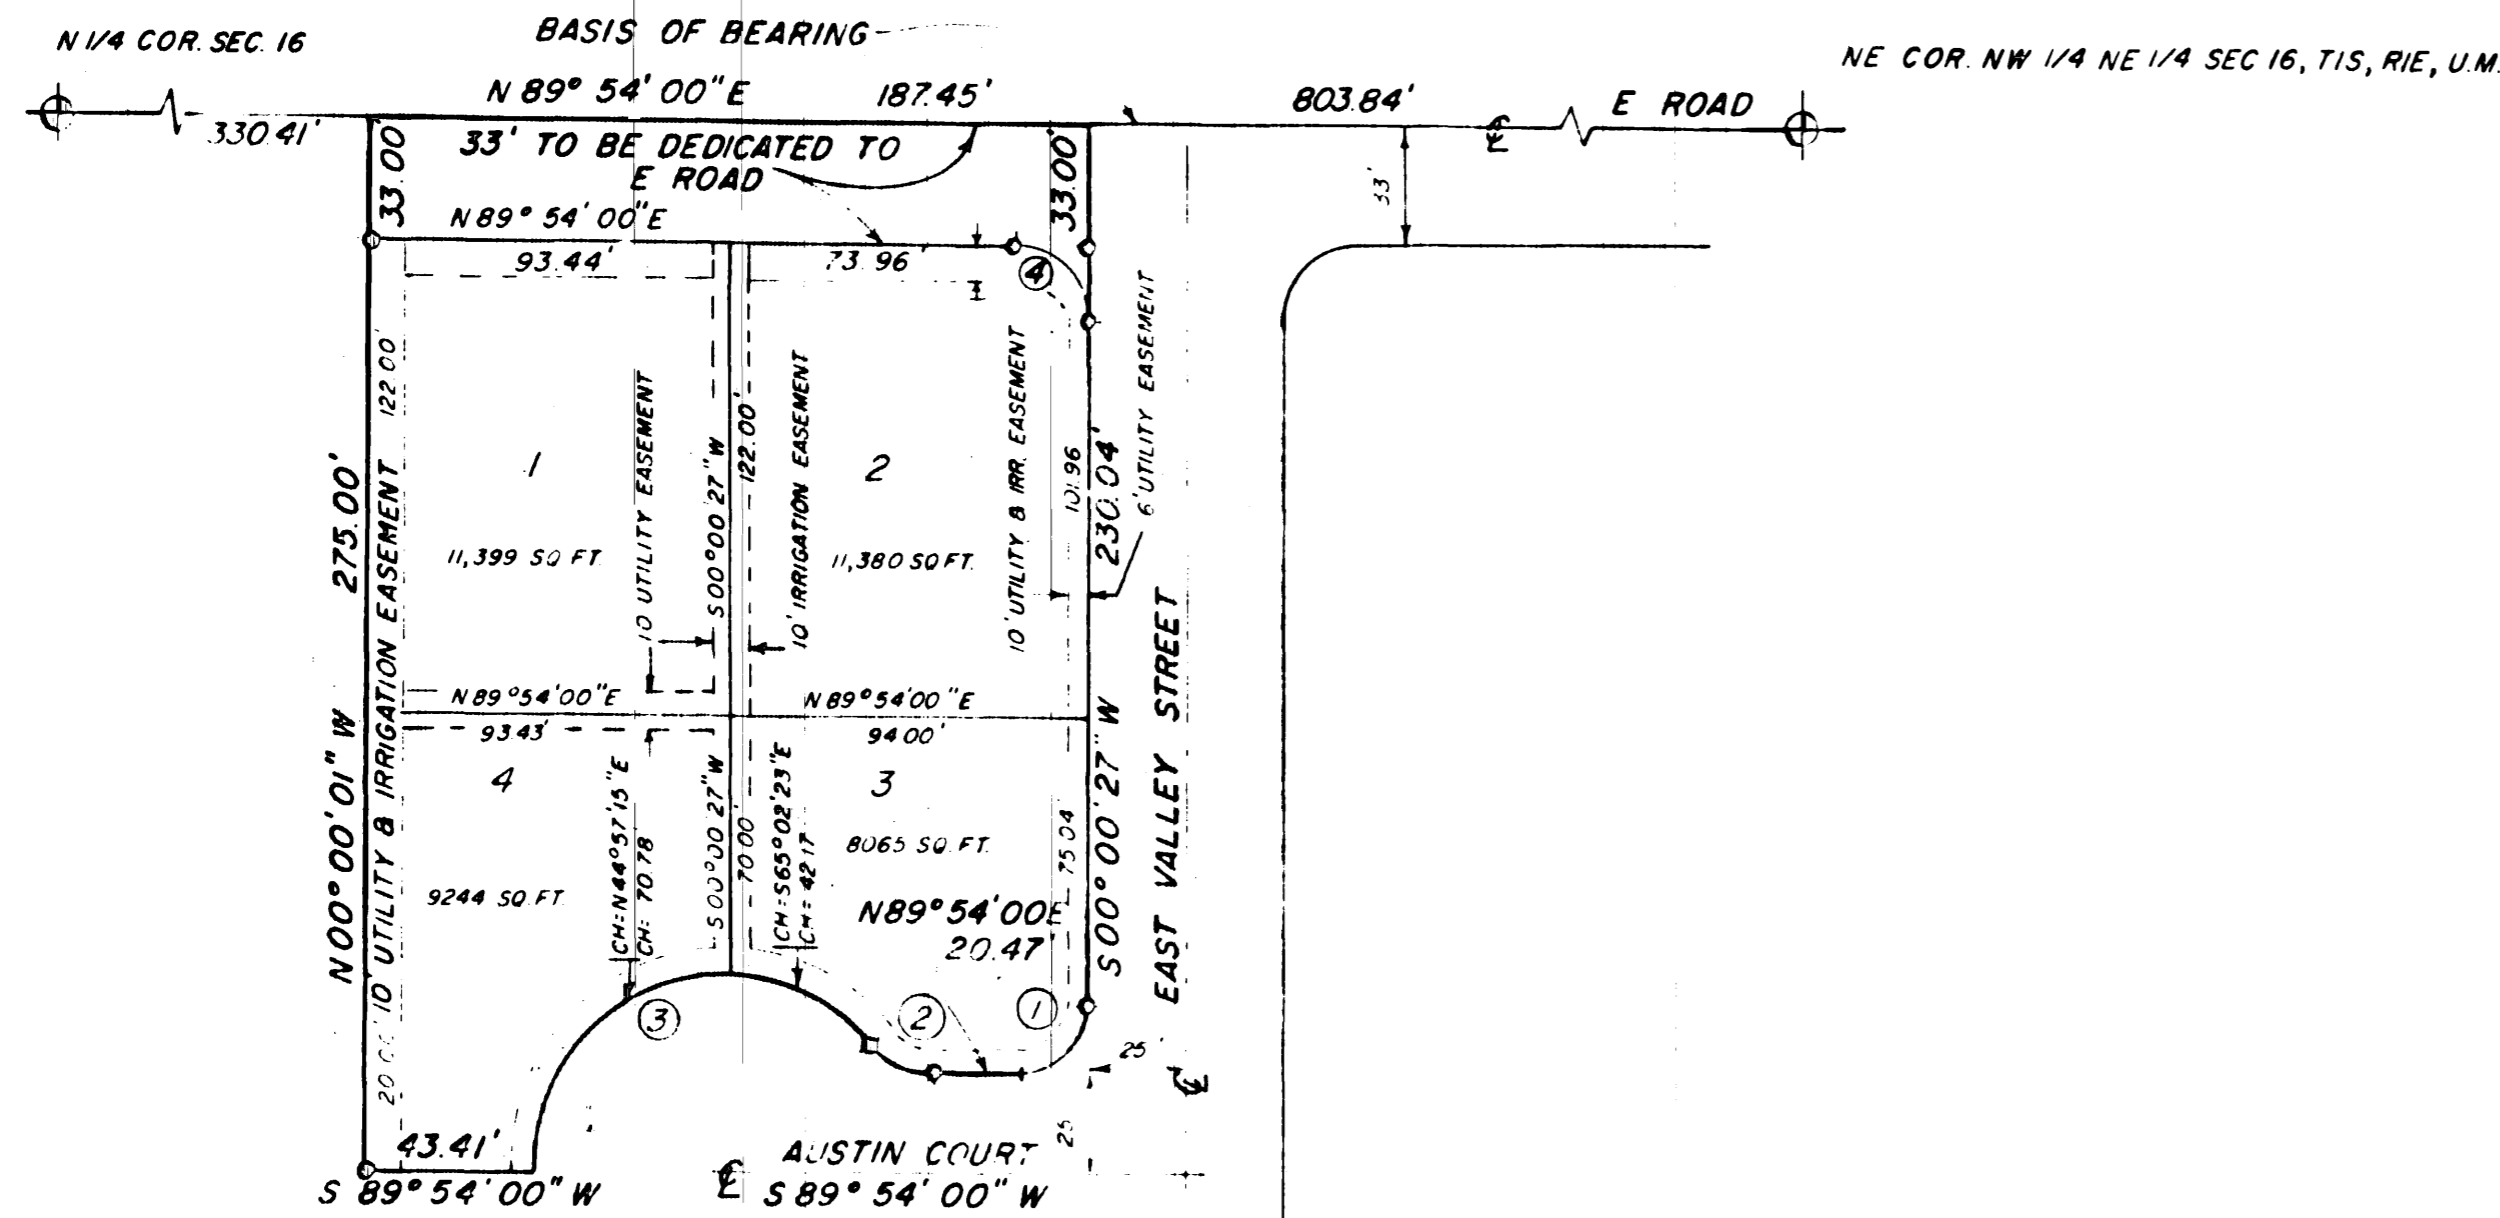 BASIS OF BEARING
N 1/4 COR. SEC. 16
NE COR. NW 1/4 NE 1/4 SEC 16, T1S, R1E, U.M.
N 89° 54' 00" E 187.45'
803.84'
E ROAD
330.41'
33.00
33' TO BE DEDICATED TO
E ROAD
33.00'
33'
N 89° 54' 00" E
93.44'
73.96'
4
6' UTILITY EASEMENT
122.00'
10 UTILITY & IRRIGATION EASEMENT
275.00'
N 00° 00' 01" W
1
11,399 SQ FT.
10 UTILITY EASEMENT
S 00° 00' 27" W
122.00'
10' IRRIGATION EASEMENT
2
11,380 SQ FT.
10' UTILITY & IRR. EASEMENT
101.96
230.04'
S 00° 00' 27" W
EAST VALLEY STREET
N 89° 54' 00" E
93.43'
N 89° 54' 00" E
94.00'
4
9244 SQ. FT.
CH=N44°57'15"E
CH= 70.78'
S 00° 00' 27" W
70.00'
CH=S65°02'23"E
CH= 42.17
3
8065 SQ. FT.
75.04'
N 89° 54' 00" E
20.47
3
2
1
25'
25'
43.41'
S 89° 54' 00" W
AUSTIN COURT
S 89° 54' 00" W